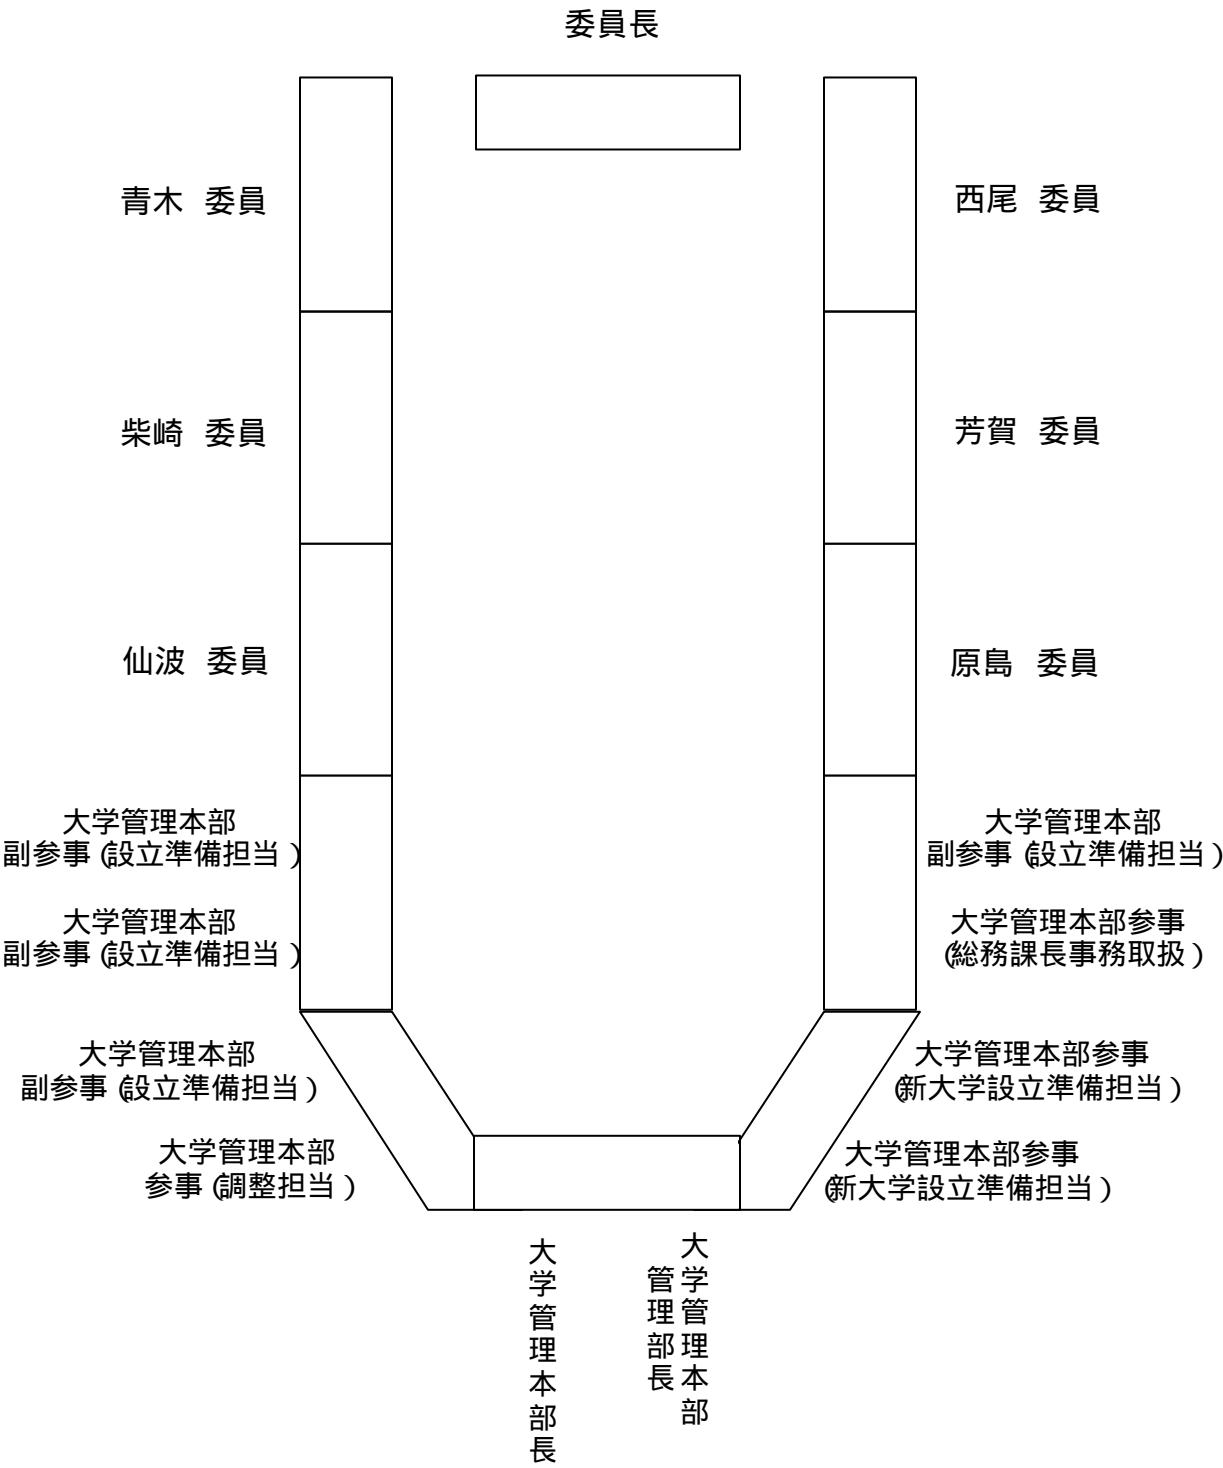 委員長
青木 委員
西尾 委員
柴崎 委員
芳賀 委員
仙波 委員
原島 委員
大学管理本部
副参事(設立準備担当)
大学管理本部
副参事(設立準備担当)
大学管理本部
副参事(設立準備担当)
大学管理本部参事
(総務課長事務取扱)
大学管理本部
副参事(設立準備担当)
大学管理本部参事
(新大学設立準備担当)
大学管理本部
参事(調整担当)
大学管理本部参事
(新大学設立準備担当)
大学管理本部長
大学管理本部
管理部長